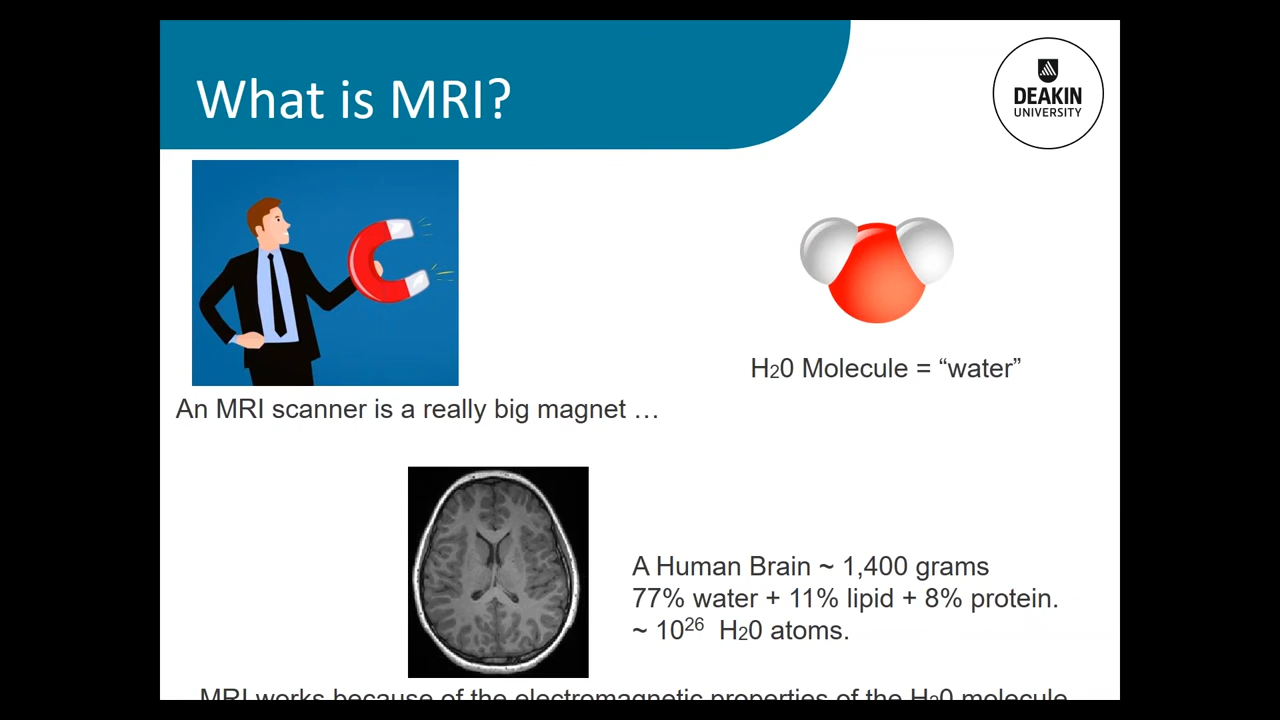 What is MRI?
DEAKIN
UNIVERSITY
H₂0 Molecule = “water”
An MRI scanner is a really big magnet …
A Human Brain ~ 1,400 grams
77% water + 11% lipid + 8% protein.
~ 10²⁶ H₂0 atoms.
MRI works because of the electromagnetic properties of the H₂0 molecule